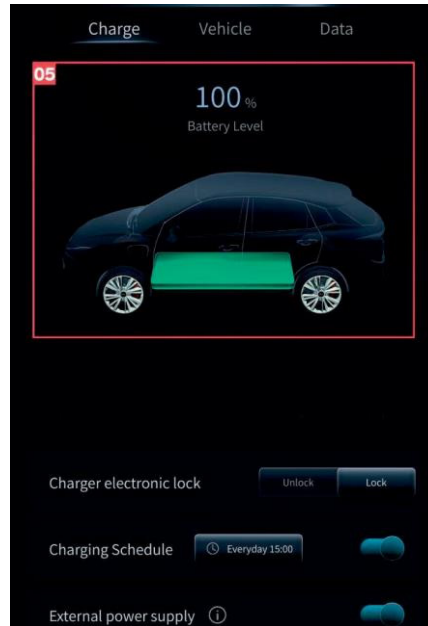 Charge Vehicle Data
05
100 %
Battery Level
Charger electronic lock Unlock Lock
Charging Schedule Everyday 15:00
External power supply